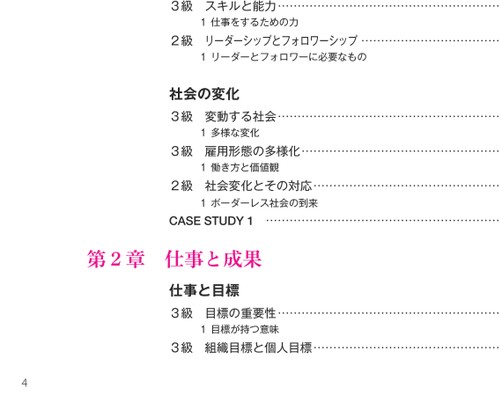 3級　スキルと能力……………………………………
1 仕事をするための力
2級　リーダーシップとフォロワーシップ……………………
1 リーダーとフォロワーに必要なもの
社会の変化
3級　変動する社会……………………………………
1 多様な変化
3級　雇用形態の多様化…………………………………
1 働き方と価値観
2級　社会変化とその対応………………………………
1 ボーダーレス社会の到来
CASE STUDY 1　……………………………………
第2章　仕事と成果
仕事と目標
3級　目標の重要性……………………………………
1 目標が持つ意味
3級　組織目標と個人目標………………………………
4